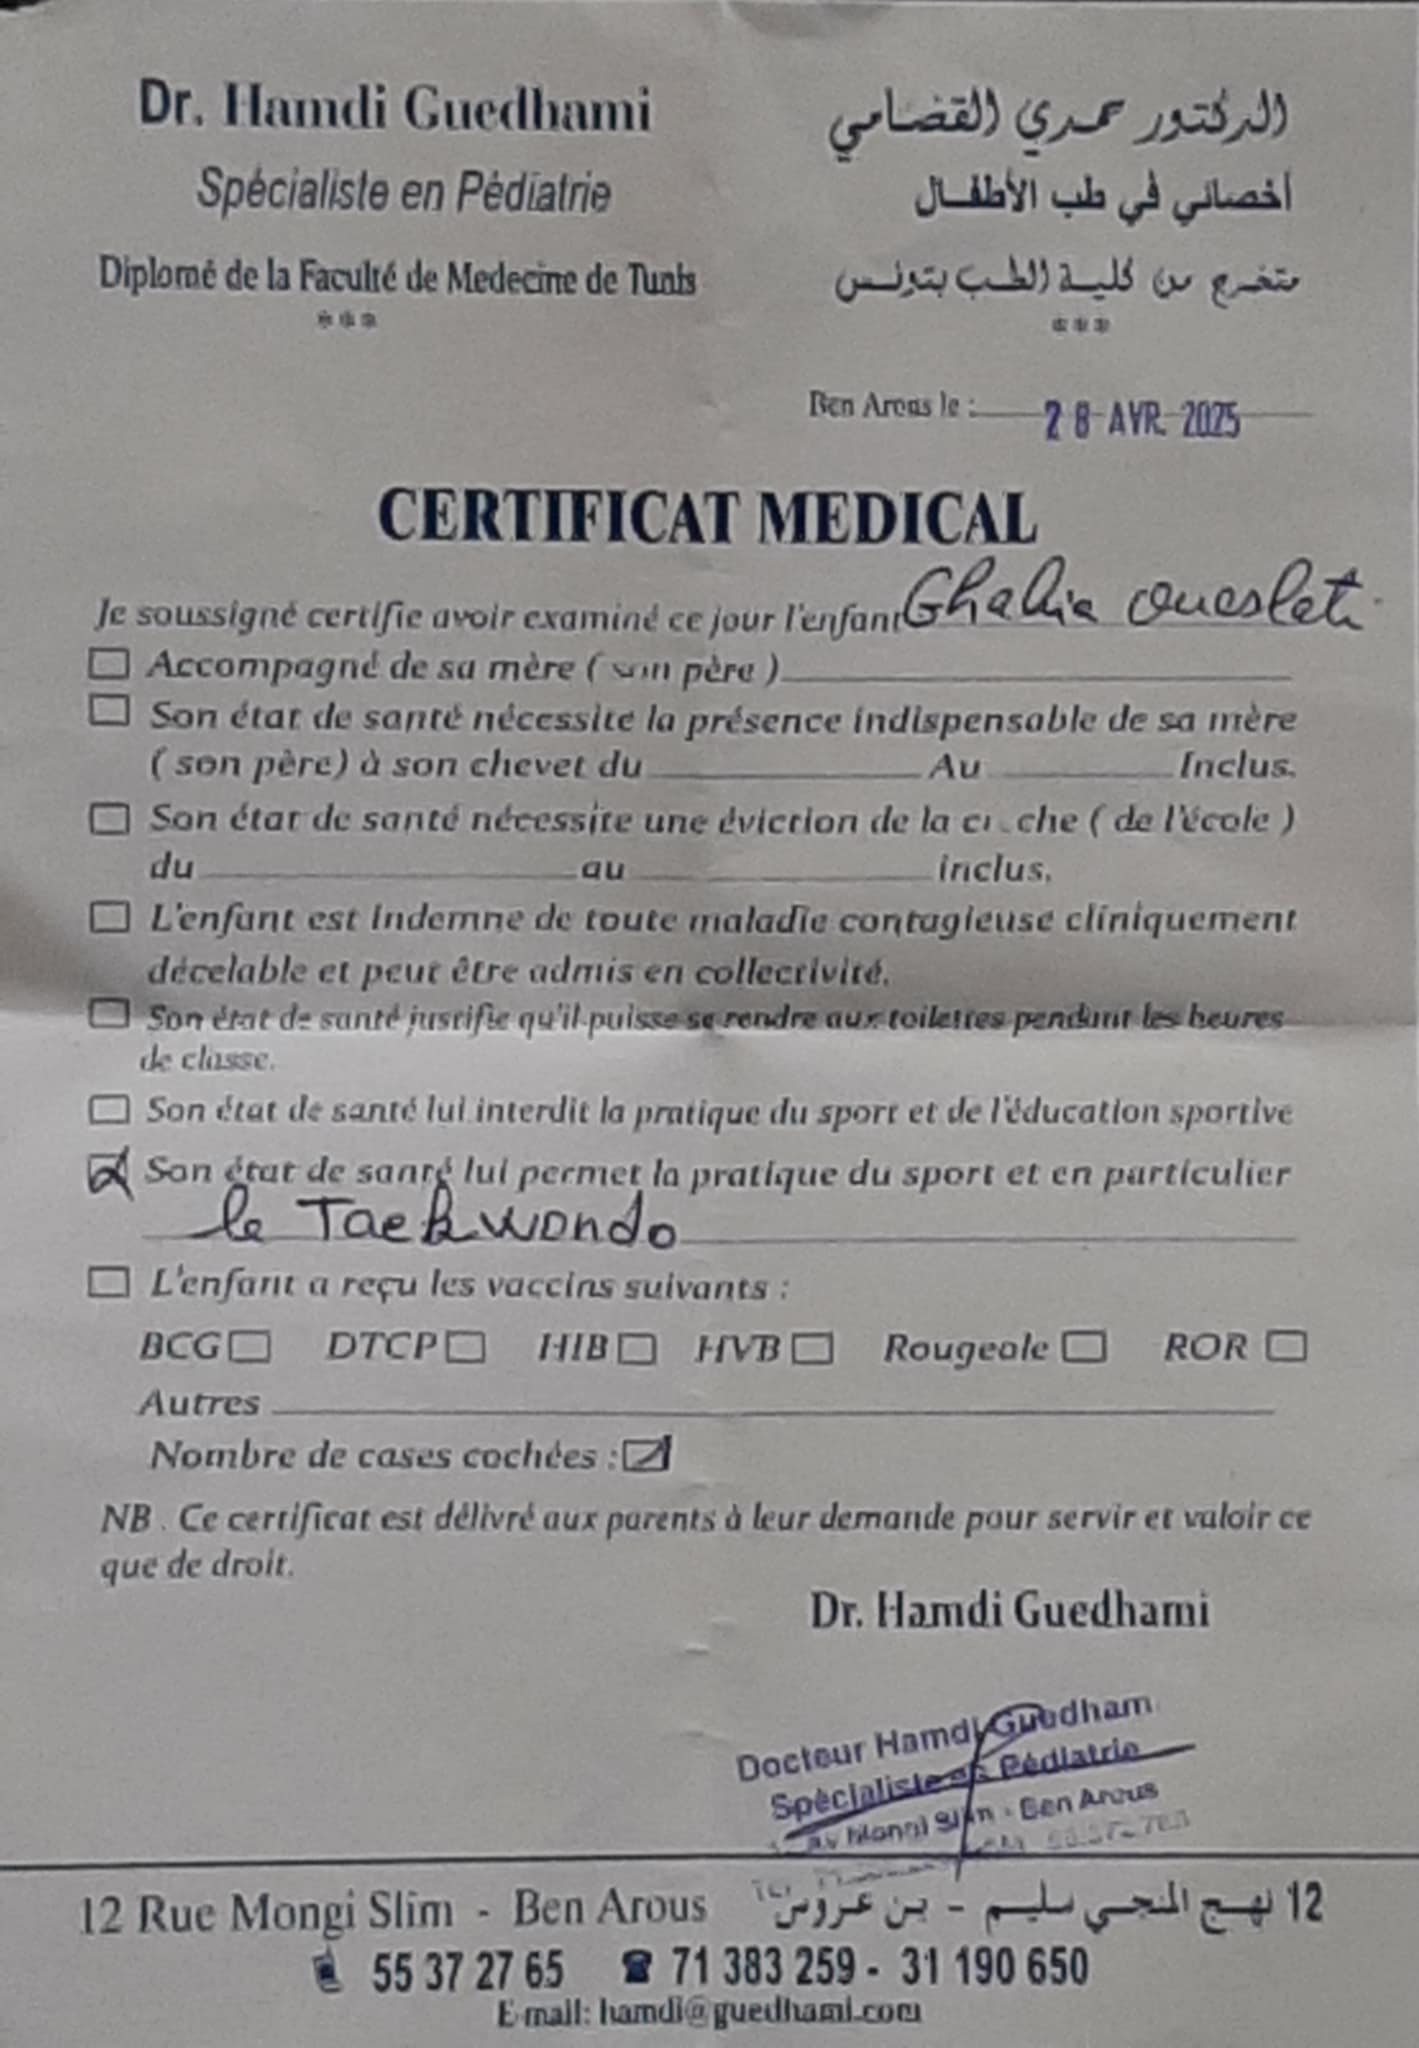 Dr. Hamdi Guedhami
Spécialiste en Pédiatrie
Diplomé de la Faculté de Medecine de Tunis
***
الدكتور حمدي القضامي
أخصائي في طب الأطفال
متخرج من كلية الطب بتونس
***
Ben Arous le : 28 AVR. 2025
CERTIFICAT MEDICAL
Je soussigné certifie avoir examiné ce jour l'enfant Ghalia Oueslati
Accompagné de sa mère ( son père )
Son état de santé nécessite la présence indispensable de sa mère
( son père) à son chevet du Au Inclus.
Son état de santé nécessite une éviction de la crèche ( de l'école )
du au inclus.
L'enfant est indemne de toute maladie contagieuse cliniquement
décelable et peut être admis en collectivité.
Son état de santé justifie qu'il puisse se rendre aux toilettes pendant les heures
de classe.
Son état de santé lui interdit la pratique du sport et de l'éducation sportive
Son état de santé lui permet la pratique du sport et en particulier
le Taekwondo
L'enfant a reçu les vaccins suivants :
BCG DTCP HIB HVB Rougeole ROR
Autres
Nombre de cases cochées : 1
NB . Ce certificat est délivré aux parents à leur demande pour servir et valoir ce
que de droit.
Dr. Hamdi Guedhami
Docteur Hamdi Guedham
Spécialiste en Pédiatrie
Av Mongi Slim - Ben Arous
12 Rue Mongi Slim - Ben Arous
12 نهج المنجي سليم - بن عروس
55 37 27 65 71 383 259 - 31 190 650
E-mail: hamdi@guedhami.com